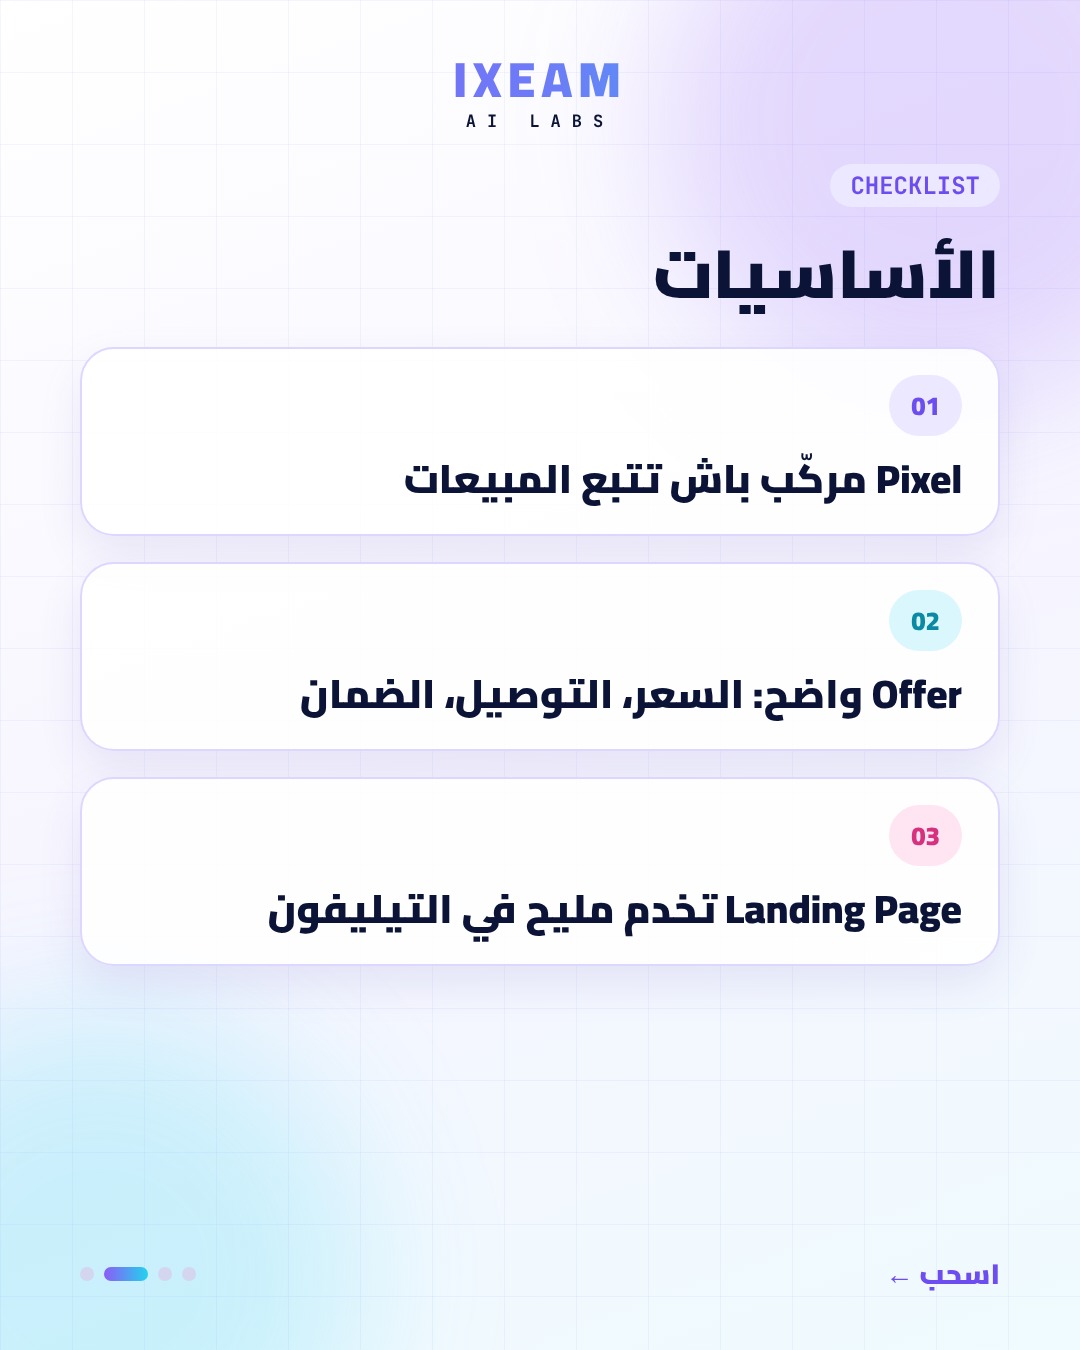 IXEAM
AI LABS
CHECKLIST
الأساسيات
01
Pixel مركّب باش تتبع المبيعات
02
Offer واضح: السعر، التوصيل، الضمان
03
Landing Page تخدم مليح في التيليفون
اسحب ←